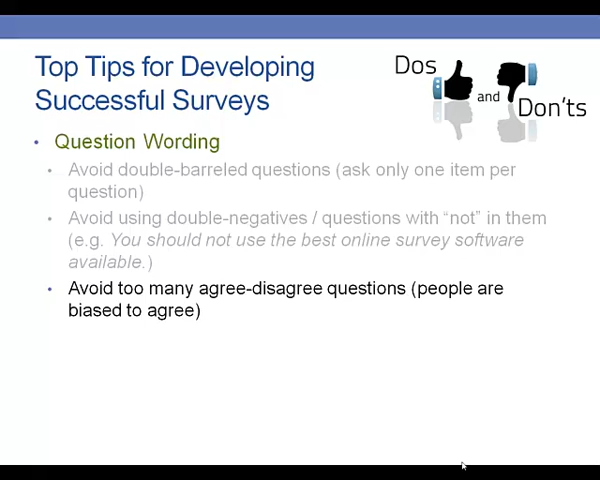 Top Tips for Developing
Successful Surveys
Dos
and
Don'ts
• Question Wording
• Avoid double-barreled questions (ask only one item per
question)
• Avoid using double-negatives / questions with “not” in them
(e.g. You should not use the best online survey software
available.)
• Avoid too many agree-disagree questions (people are
biased to agree)